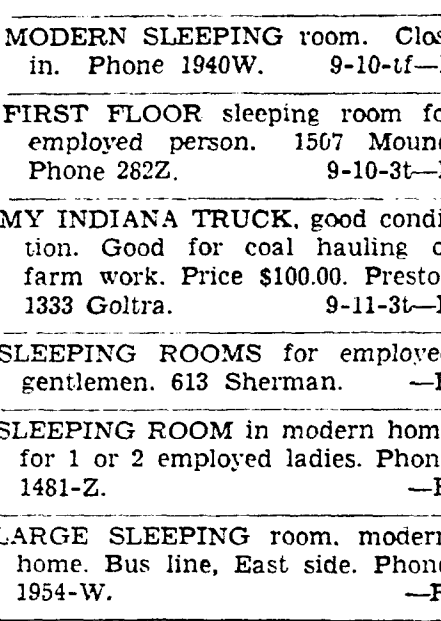 MODERN SLEEPING room. Clos
in. Phone 1940W. 9-10-tf—
FIRST FLOOR sleeping room fo
employed person. 1507 Moun
Phone 282Z. 9-10-3t—
MY INDIANA TRUCK, good condi
tion. Good for coal hauling o
farm work. Price $100.00. Presto
1333 Goltra. 9-11-3t—
SLEEPING ROOMS for employe
gentlemen. 613 Sherman. —
SLEEPING ROOM in modern hom
for 1 or 2 employed ladies. Phon
1481-Z. —
LARGE SLEEPING room. modern
home. Bus line, East side. Phone
1954-W. —